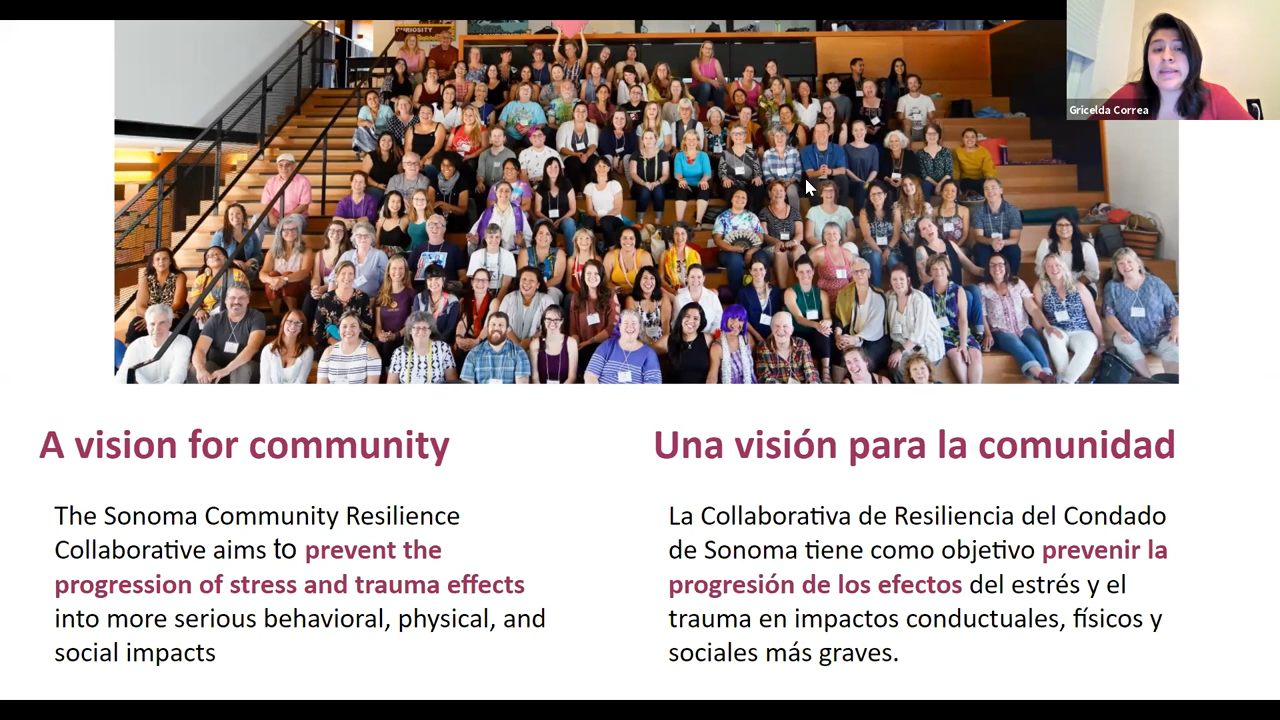 CURIOSITY
Gricelda Correa
A vision for community
The Sonoma Community Resilience
Collaborative aims to prevent the
progression of stress and trauma effects
into more serious behavioral, physical, and
social impacts
Una visión para la comunidad
La Collaborativa de Resiliencia del Condado
de Sonoma tiene como objetivo prevenir la
progresión de los efectos del estrés y el
trauma en impactos conductuales, físicos y
sociales más graves.